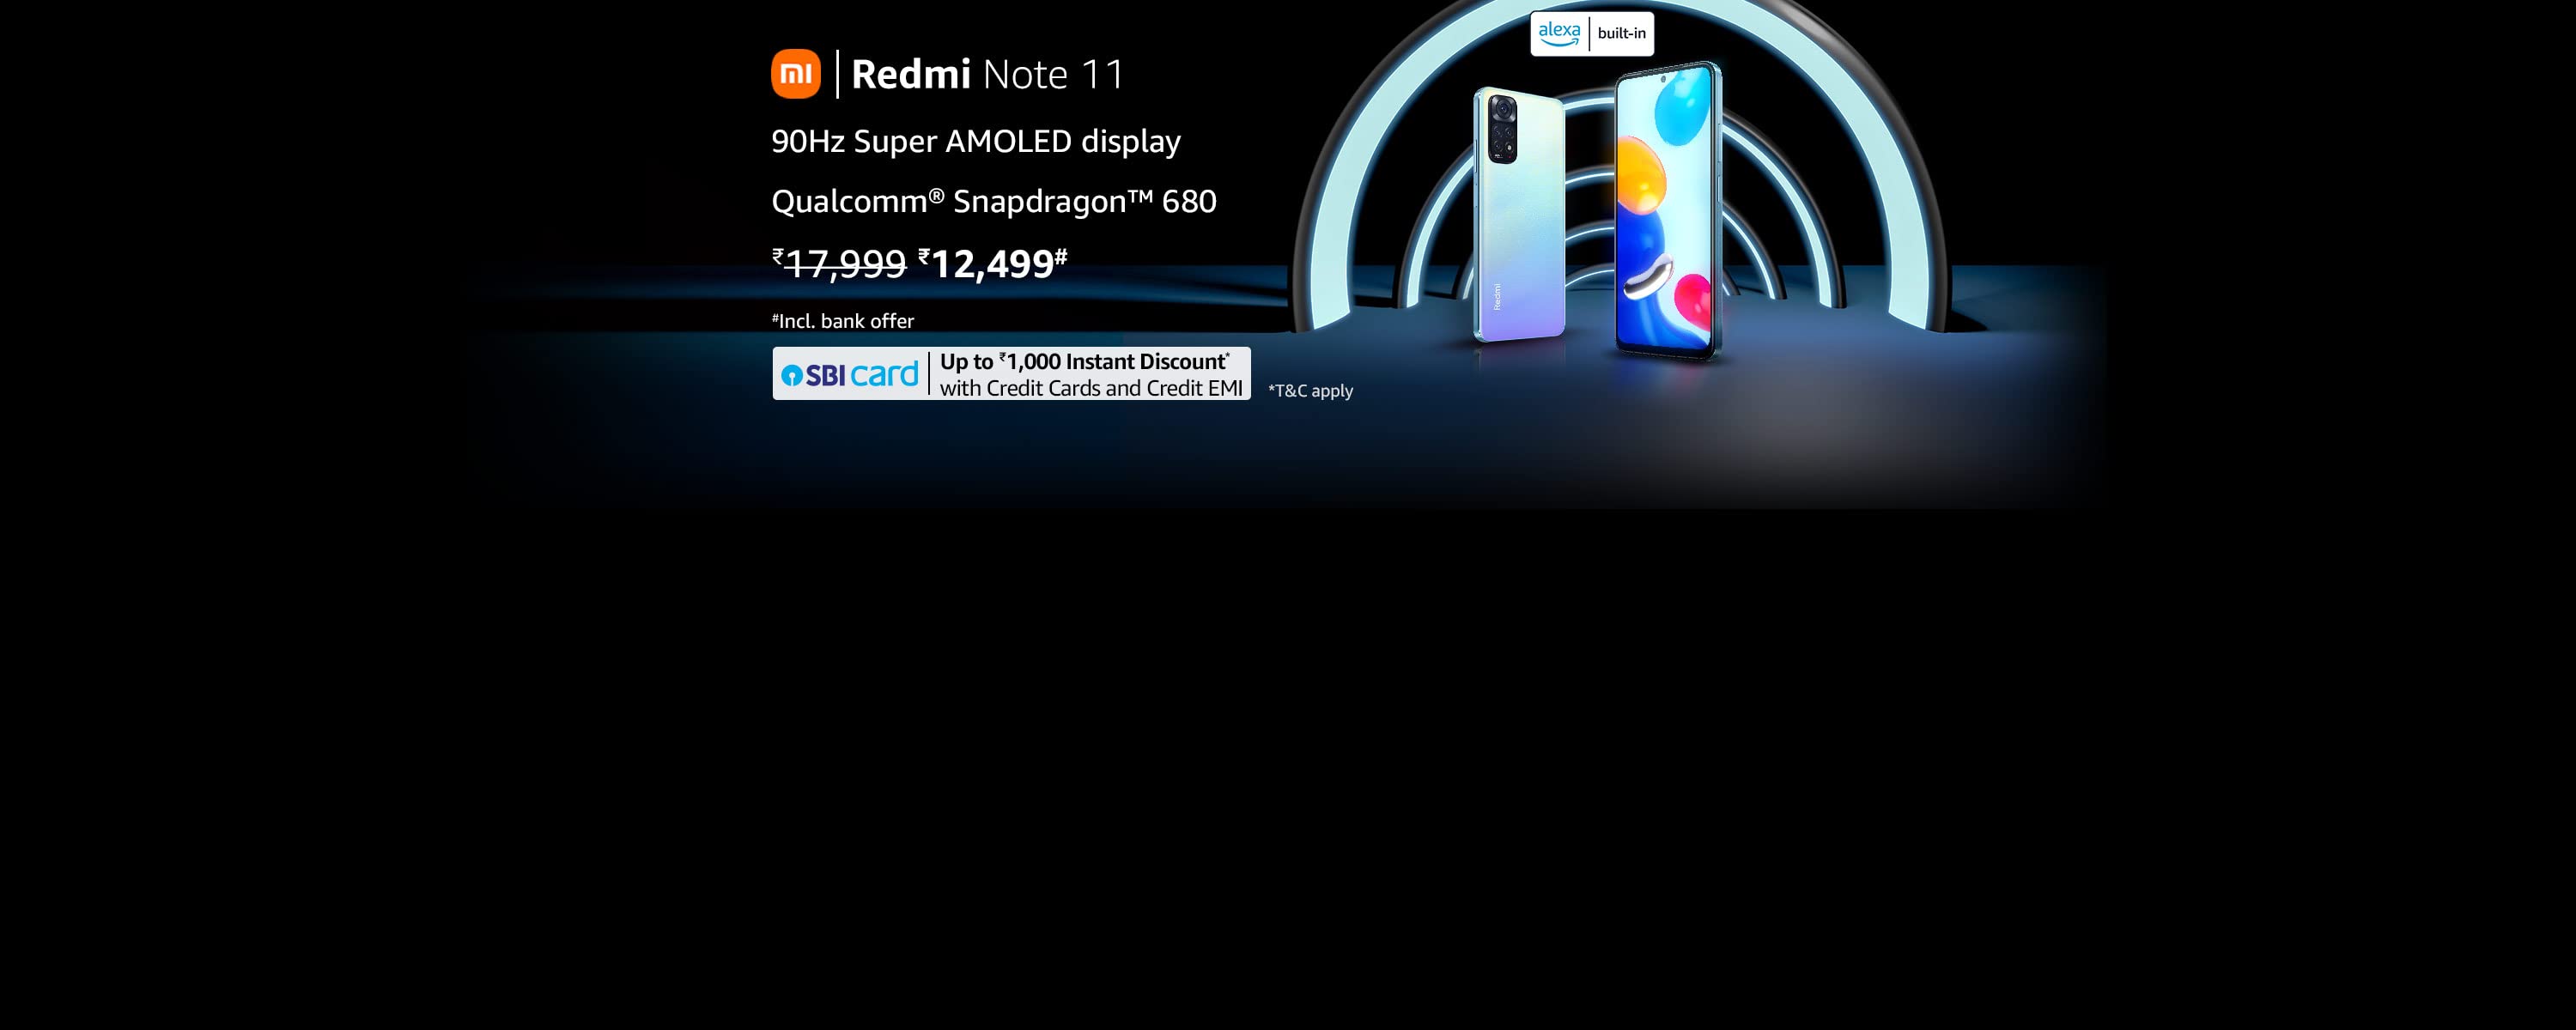 mi | Redmi Note 11
alexa | built-in
90Hz Super AMOLED display
Qualcomm® Snapdragon™ 680
₹17,999 ₹12,499#
#Incl. bank offer
SBI card | Up to ₹1,000 Instant Discount*
with Credit Cards and Credit EMI
*T&C apply
Redmi